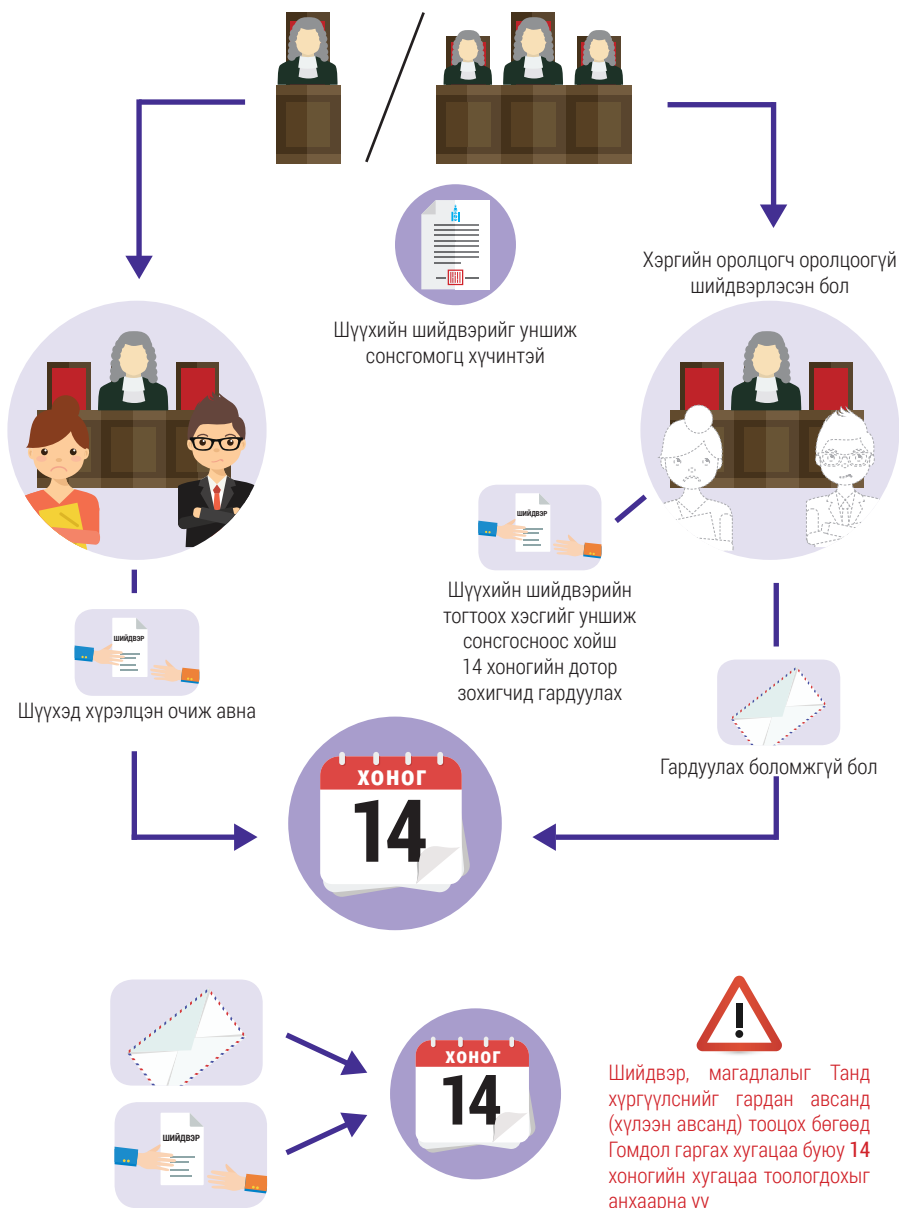 Хэргийн оролцогч оролцоогүй
шийдвэрлэсэн бол
Шүүхийн шийдвэрийг уншиж
сонсгомогц хүчинтэй
ШИЙДВЭР
Шүүхийн шийдвэрийн
тогтоох хэсгийг уншиж
сонсгосноос хойш
14 хоногийн дотор
зохигчид гардуулах
ШИЙДВЭР
Шүүхэд хүрэлцэн очиж авна
Гардуулах боломжгүй бол
ХОНОГ
14
ХОНОГ
14
ШИЙДВЭР
Шийдвэр, магадлалыг Танд
хүргүүлснийг гардан авсанд
(хүлээн авсанд) тооцох бөгөөд
Гомдол гаргах хугацаа буюу 14
хоногийн хугацаа тоологдохыг
анхаарна уу